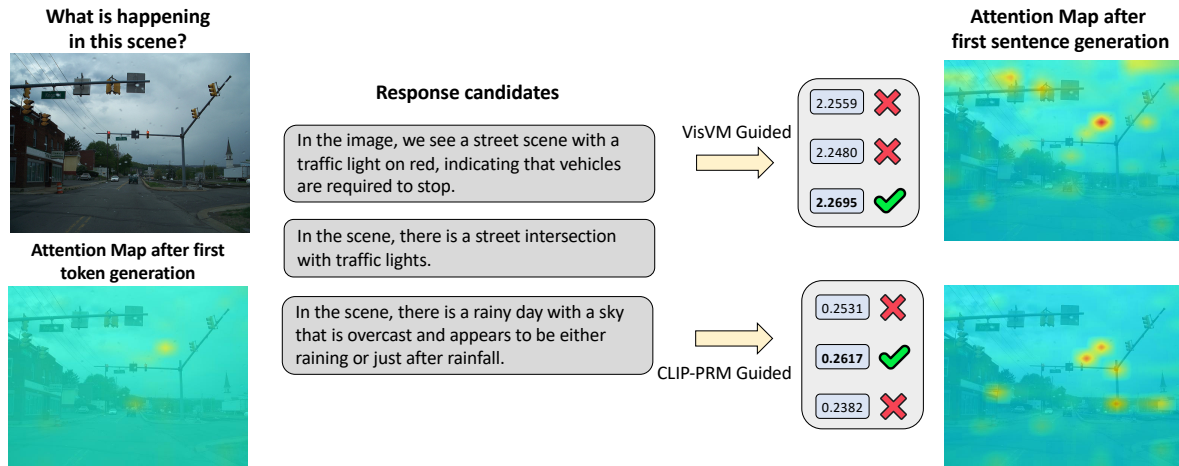 What is happening
in this scene?
Attention Map after first
token generation
Response candidates
In the image, we see a street scene with a
traffic light on red, indicating that vehicles
are required to stop.
In the scene, there is a street intersection
with traffic lights.
In the scene, there is a rainy day with a sky
that is overcast and appears to be either
raining or just after rainfall.
VisVM Guided
CLIP-PRM Guided
2.2559
2.2480
2.2695
0.2531
0.2617
0.2382
Attention Map after
first sentence generation